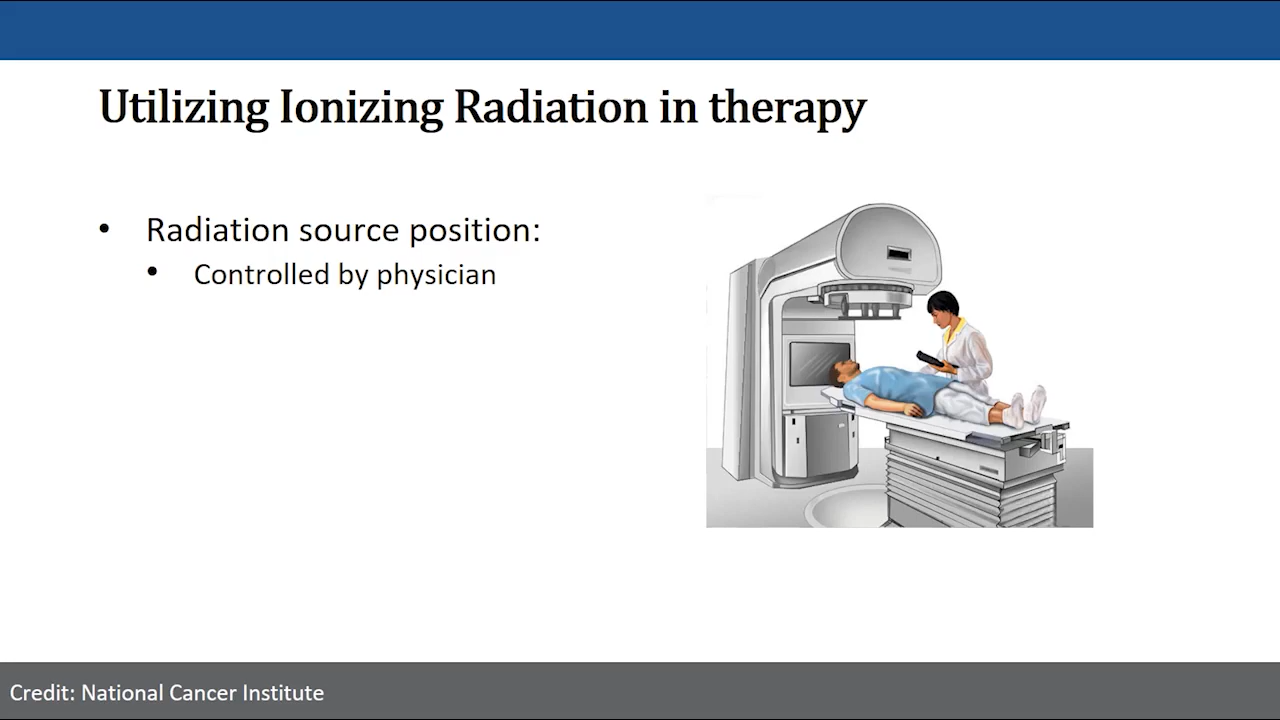 Utilizing Ionizing Radiation in therapy
• Radiation source position:
• Controlled by physician
Credit: National Cancer Institute